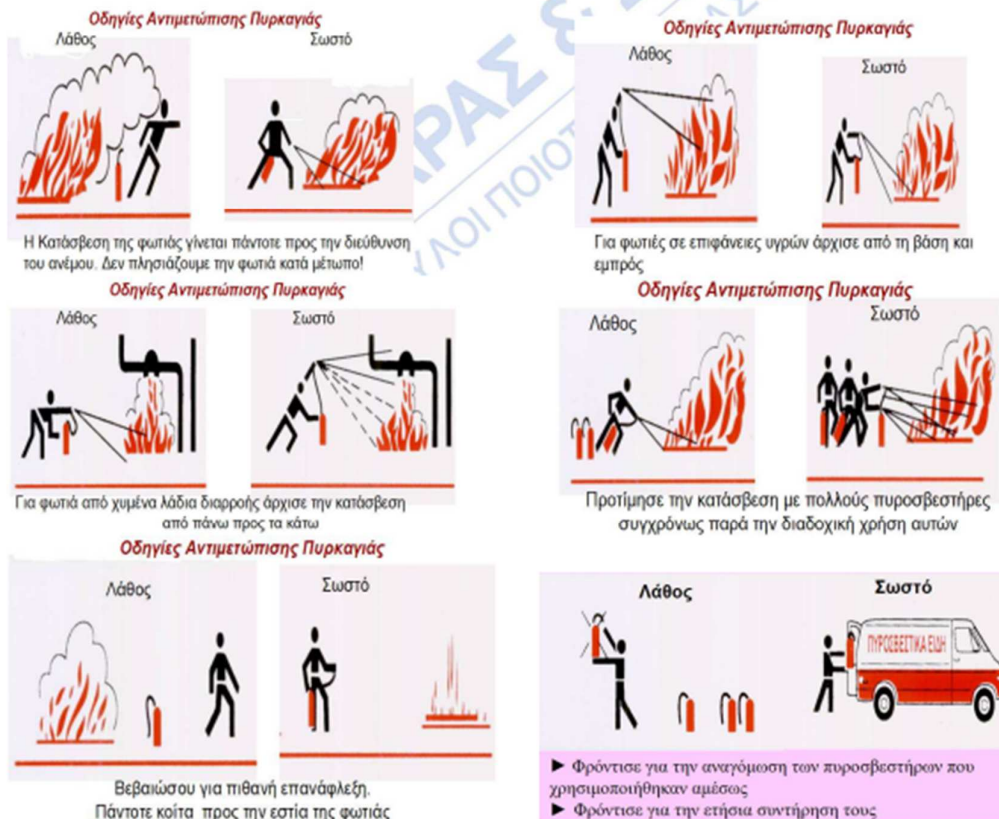 Οδηγίες Αντιμετώπισης Πυρκαγιάς
Λάθος
Σωστό
Η Κατάσβεση της φωτιάς γίνεται πάντοτε προς την διεύθυνση
του ανέμου. Δεν πλησιάζουμε την φωτιά κατά μέτωπο!
Οδηγίες Αντιμετώπισης Πυρκαγιάς
Λάθος
Σωστό
Για φωτιές σε επιφάνειες υγρών άρχισε από τη βάση και
εμπρός
Οδηγίες Αντιμετώπισης Πυρκαγιάς
Λάθος
Σωστό
Για φωτιά από χυμένα λάδια διαρροής άρχισε την κατάσβεση
από πάνω προς τα κάτω
Οδηγίες Αντιμετώπισης Πυρκαγιάς
Λάθος
Σωστό
Προτίμησε την κατάσβεση με πολλούς πυροσβεστήρες
συγχρόνως παρά την διαδοχική χρήση αυτών
Οδηγίες Αντιμετώπισης Πυρκαγιάς
Λάθος
Σωστό
Βεβαιώσου για πιθανή επανάφλεξη.
Πάντοτε κοίτα προς την εστία της φωτιάς
Λάθος
Σωστό
ΠΥΡΟΣΒΕΣΤΙΚΑ ΕΙΔΗ
► Φρόντισε για την αναγόμωση των πυροσβεστήρων που
χρησιμοποιήθηκαν αμέσως
► Φρόντισε για την ετήσια συντήρηση τους